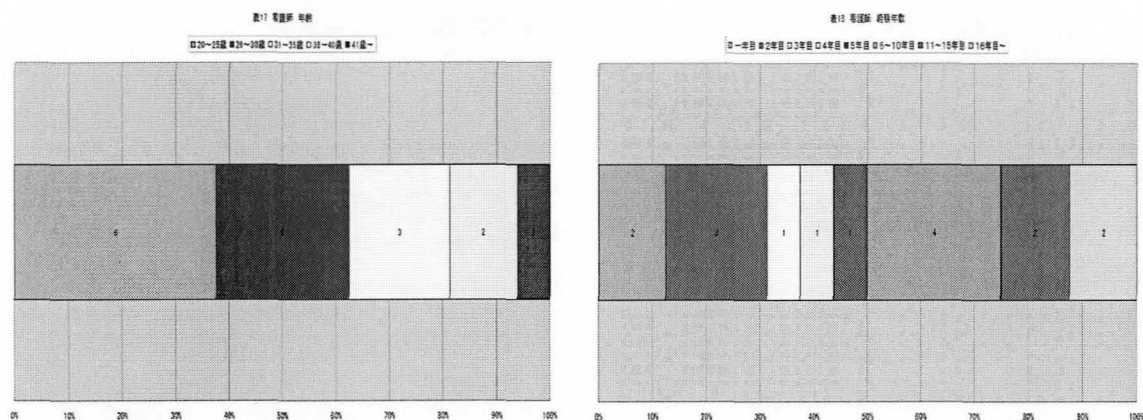 表17 看護師 年齢
20～25歳 26～30歳 31～35歳 36～40歳 41歳～
6 4 3 2 1
0% 10% 20% 30% 40% 50% 60% 70% 80% 90% 100%
表18 看護師 経験年数
一年目 2年目 3年目 4年目 5年目 6～10年目 11～15年目 16年目～
2 3 1 1 1 4 2 2
0% 10% 20% 30% 40% 50% 60% 70% 80% 90% 100%